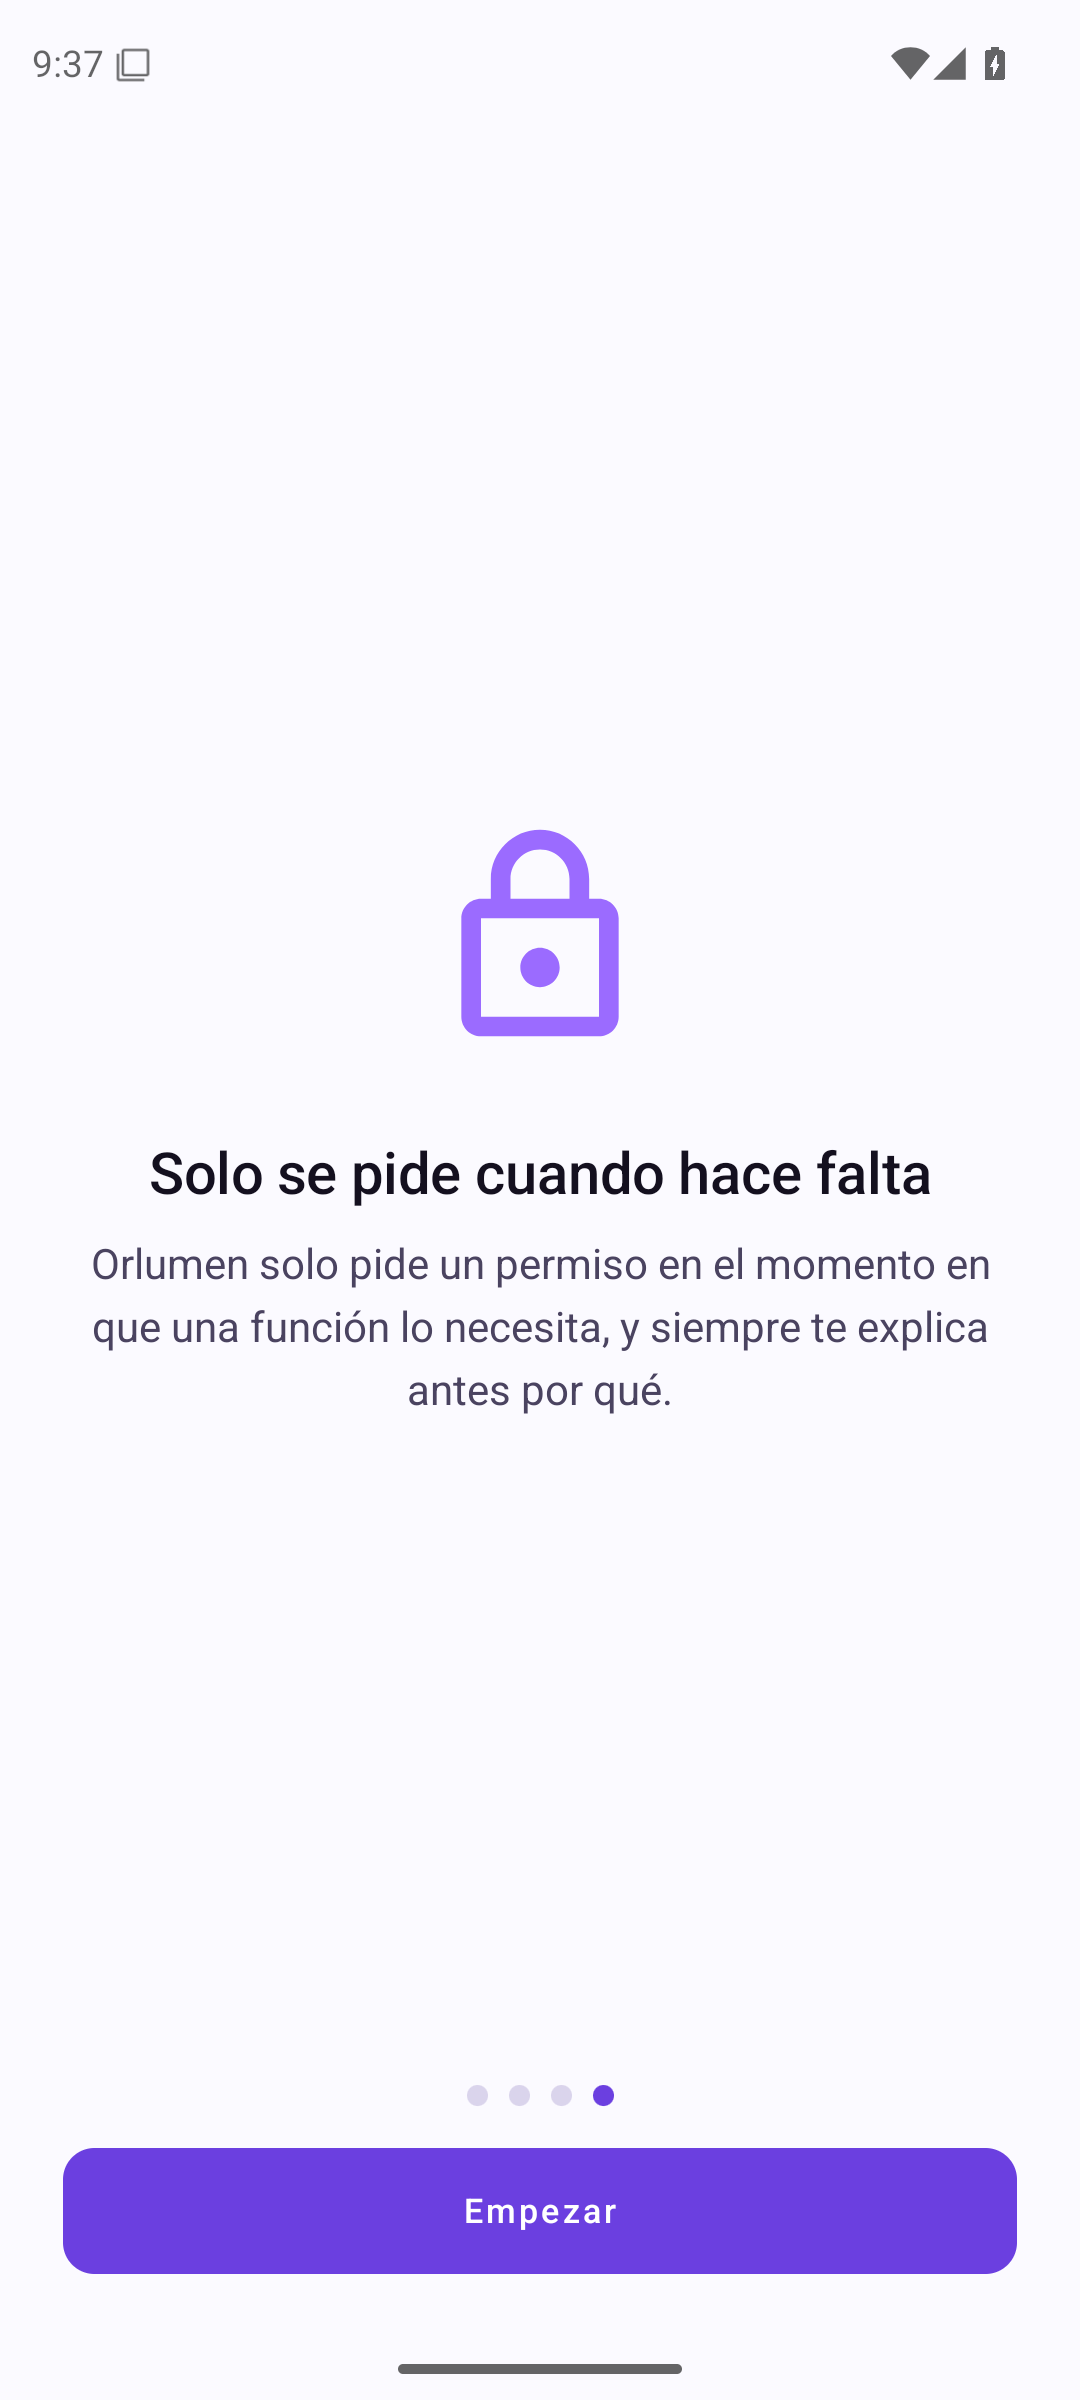 9:37
Solo se pide cuando hace falta
Orlumen solo pide un permiso en el momento en
que una función lo necesita, y siempre te explica
antes por qué.
Empezar